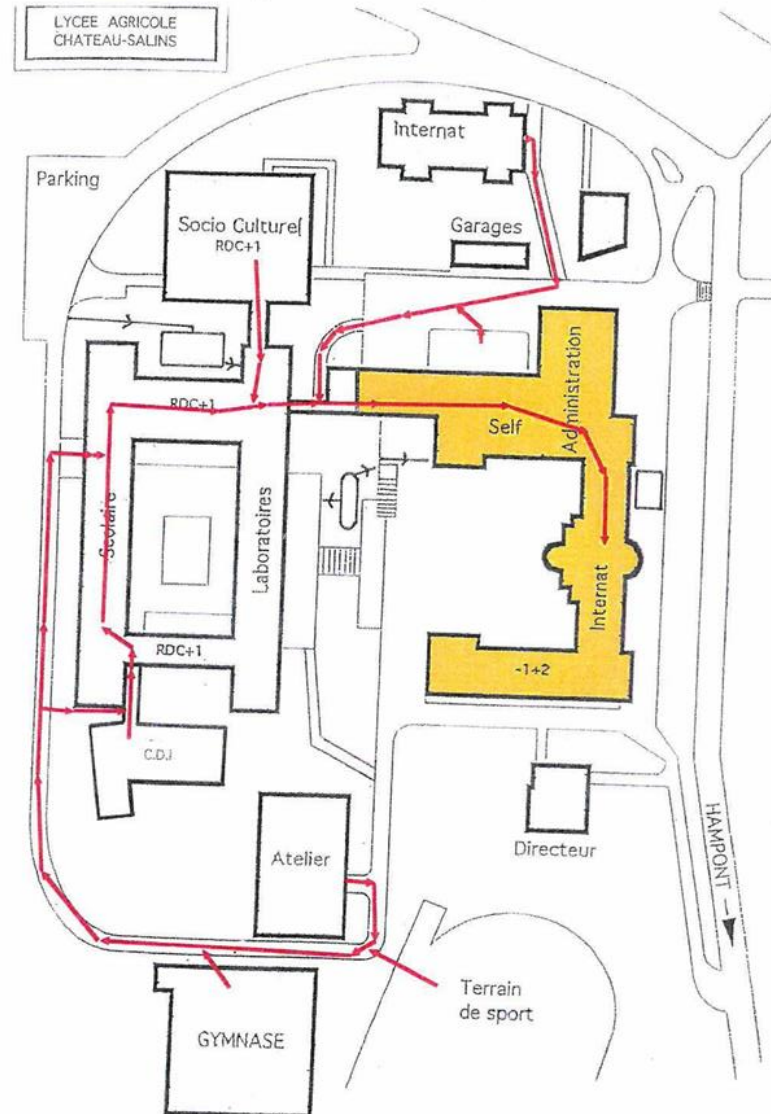 LYCEE AGRICOLE
CHATEAU-SALINS
Internat
Parking
Socio Culturel
RDC+1
Garages
RDC+1
Self
Administration
Scolaire
Laboratoires
Internat
RDC+1
-1+2
C.D.I
Atelier
Directeur
HAMPONT
Terrain
de sport
GYMNASE